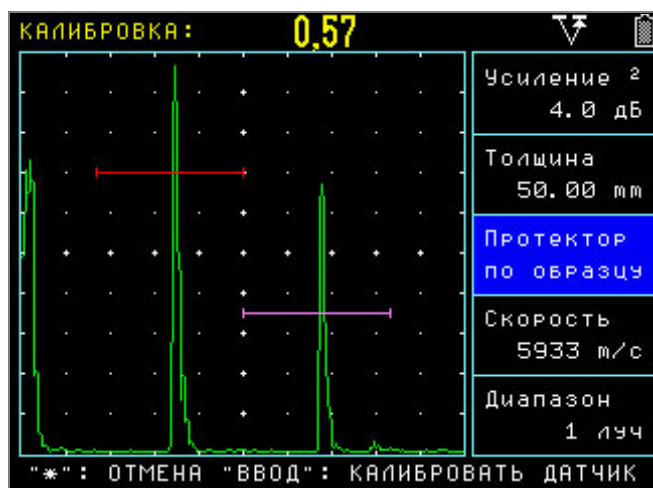 КАЛИБРОВКА: 0,57
Усиление ²
4.0 дБ
Толщина
50.00 mm
Протектор
по образцу
Скорость
5933 m/c
Диапазон
1 луч
"*": ОТМЕНА "ВВОД": КАЛИБРОВАТЬ ДАТЧИК